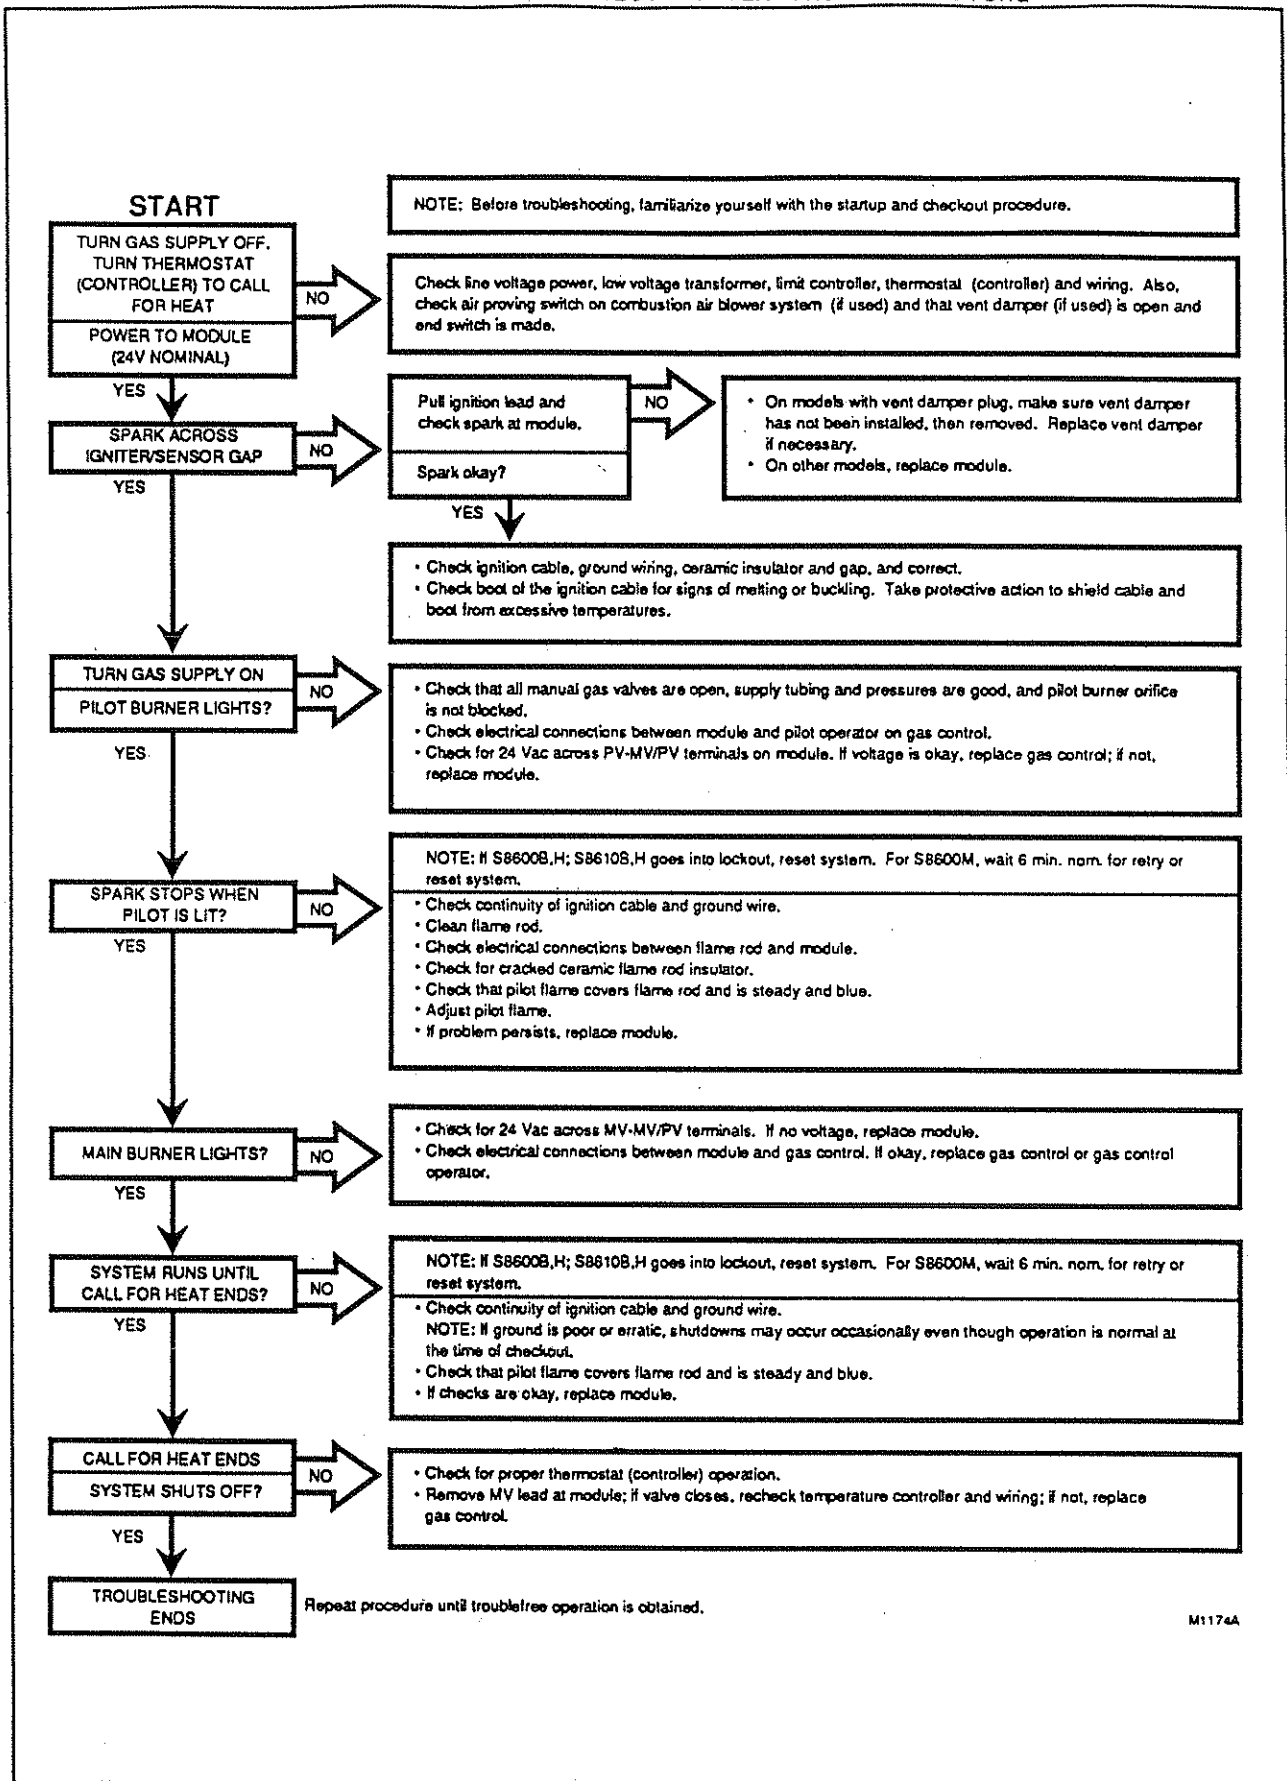 START
NOTE: Before troubleshooting, familiarize yourself with the startup and checkout procedure.
TURN GAS SUPPLY OFF.
TURN THERMOSTAT
(CONTROLLER) TO CALL
FOR HEAT
POWER TO MODULE
(24V NOMINAL)
NO
Check line voltage power, low voltage transformer, limit controller, thermostat (controller) and wiring. Also,
check air proving switch on combustion air blower system (if used) and that vent damper (if used) is open and
end switch is made.
YES
SPARK ACROSS
IGNITER/SENSOR GAP
NO
Pull ignition lead and
check spark at module.
Spark okay?
NO
• On models with vent damper plug, make sure vent damper
has not been installed, then removed. Replace vent damper
if necessary.
• On other models, replace module.
YES
YES
• Check ignition cable, ground wiring, ceramic insulator and gap, and correct.
• Check boot of the ignition cable for signs of melting or buckling. Take protective action to shield cable and
boot from excessive temperatures.
TURN GAS SUPPLY ON
PILOT BURNER LIGHTS?
NO
• Check that all manual gas valves are open, supply tubing and pressures are good, and pilot burner orifice
is not blocked.
• Check electrical connections between module and pilot operator on gas control.
• Check for 24 Vac across PV-MV/PV terminals on module. If voltage is okay, replace gas control; if not,
replace module.
YES
SPARK STOPS WHEN
PILOT IS LIT?
NO
NOTE: If S8600B,H; S8610B,H goes into lockout, reset system. For S8600M, wait 6 min. nom. for retry or
reset system.
• Check continuity of ignition cable and ground wire.
• Clean flame rod.
• Check electrical connections between flame rod and module.
• Check for cracked ceramic flame rod insulator.
• Check that pilot flame covers flame rod and is steady and blue.
• Adjust pilot flame.
• If problem persists, replace module.
YES
MAIN BURNER LIGHTS?
NO
• Check for 24 Vac across MV-MV/PV terminals. If no voltage, replace module.
• Check electrical connections between module and gas control. If okay, replace gas control or gas control
operator.
YES
SYSTEM RUNS UNTIL
CALL FOR HEAT ENDS?
NO
NOTE: If S8600B,H; S8610B,H goes into lockout, reset system. For S8600M, wait 6 min. nom. for retry or
reset system.
• Check continuity of ignition cable and ground wire.
NOTE: If ground is poor or erratic, shutdowns may occur occasionally even though operation is normal at
the time of checkout.
• Check that pilot flame covers flame rod and is steady and blue.
• If checks are okay, replace module.
YES
CALL FOR HEAT ENDS
SYSTEM SHUTS OFF?
NO
• Check for proper thermostat (controller) operation.
• Remove MV lead at module; if valve closes, recheck temperature controller and wiring; if not, replace
gas control.
YES
TROUBLESHOOTING
ENDS
Repeat procedure until troublefree operation is obtained.
M1174A